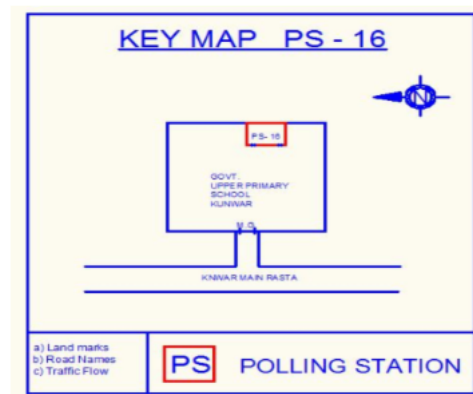 KEY MAP PS - 16
N
PS- 16
GOVT.
UPPER PRIMARY
SCHOOL
KUNWAR
M.G.
KNWAR MAIN RASTA
a) Land marks
b) Road Names
c) Traffic Flow
PS
POLLING STATION